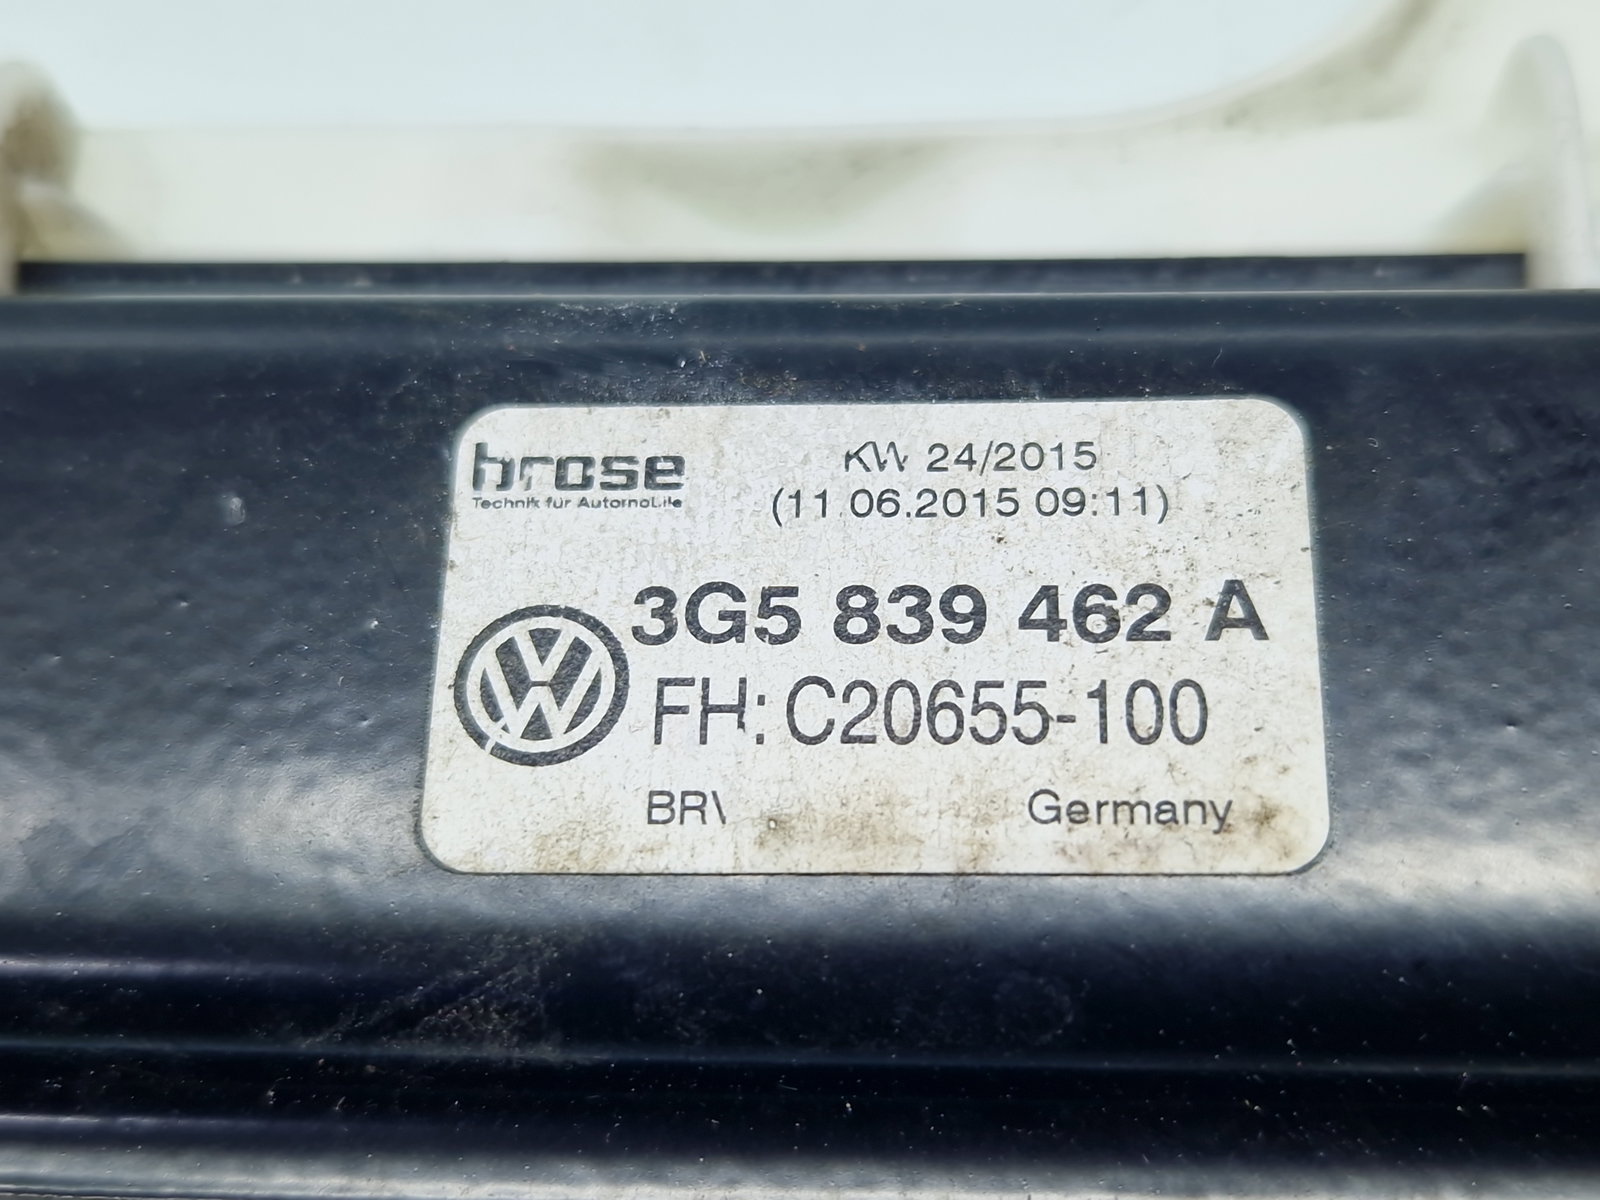 brose
Technik für Automobile
KW 24/2015
(11.06.2015 09:11)
3G5 839 462 A
FH: C20655-100
Germany